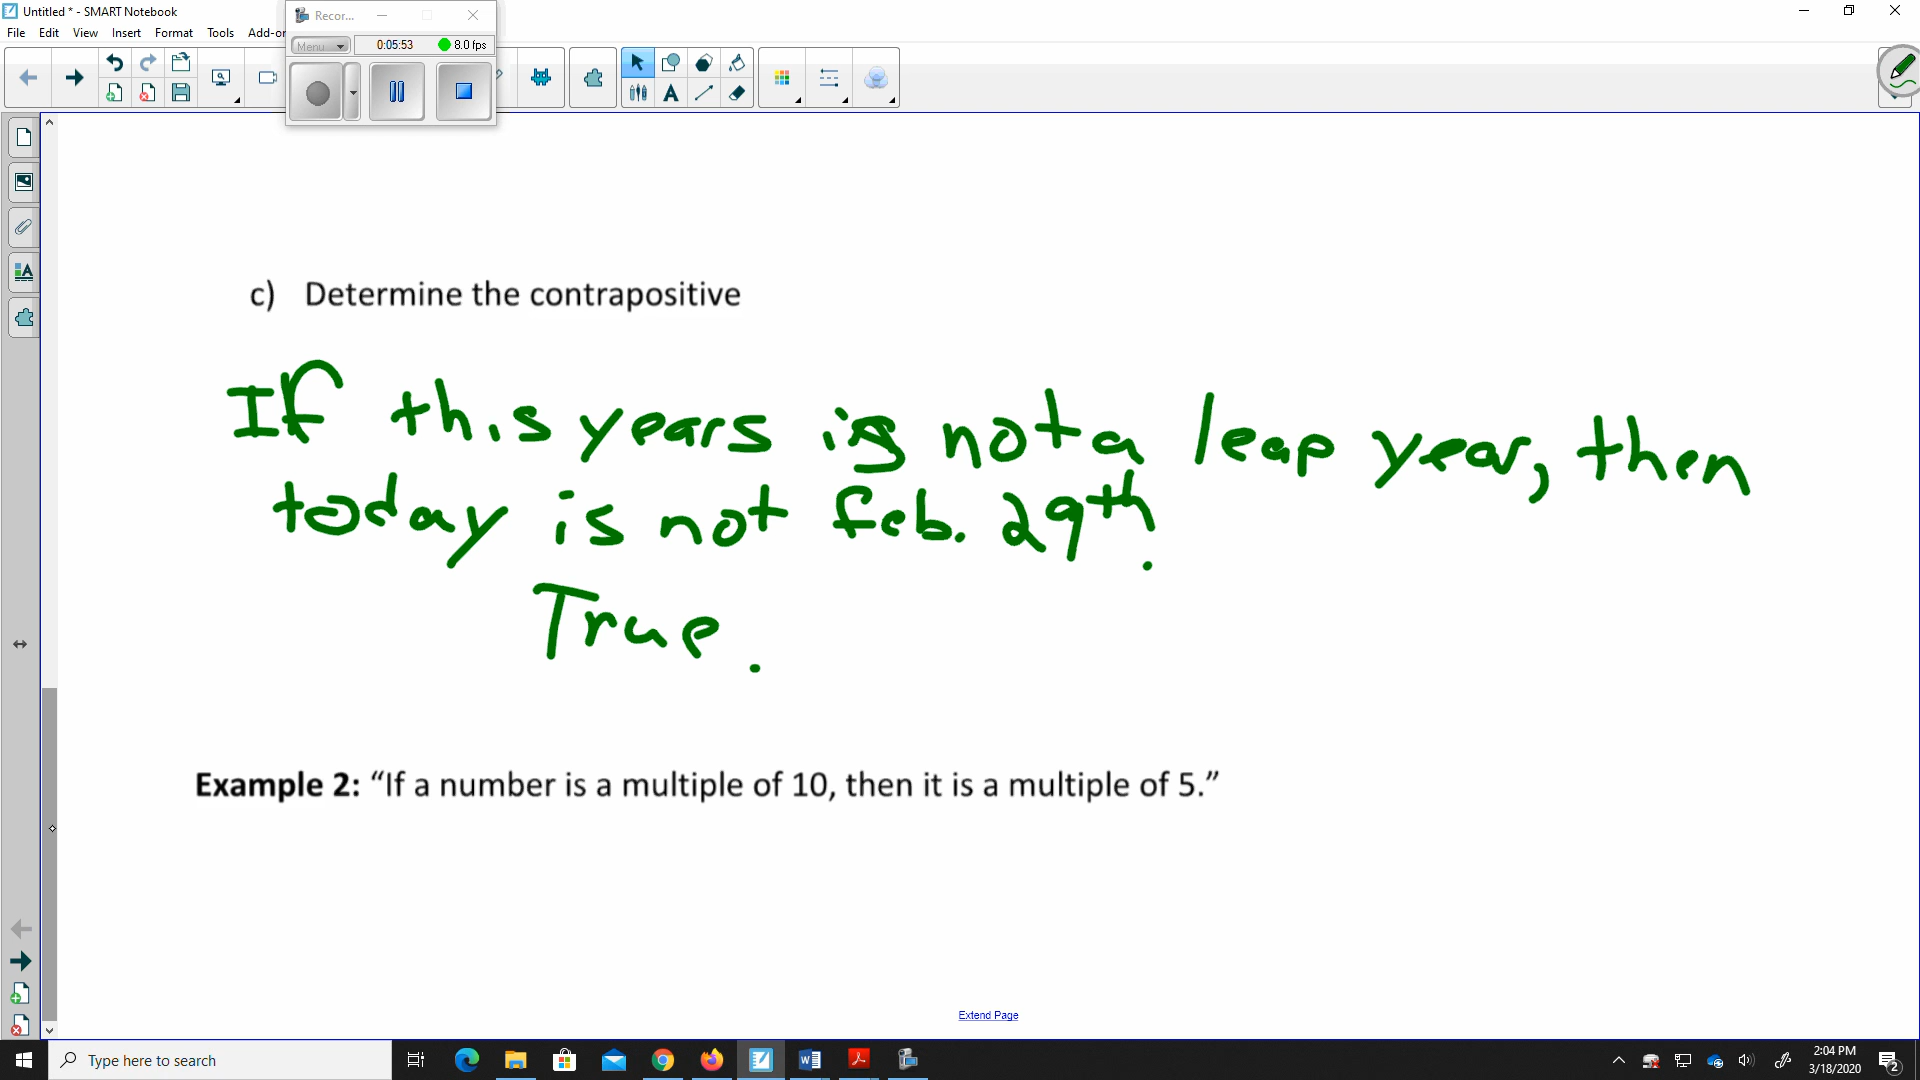 Untitled * - SMART Notebook
Recor...
File Edit View Insert Format Tools Add-or
Menu 0:05:53 8.0 fps
c) Determine the contrapositive
If this years is not a leap year, then
today is not feb. 29th.
True.
Example 2: “If a number is a multiple of 10, then it is a multiple of 5.”
Extend Page
Type here to search
2:04 PM
3/18/2020
2